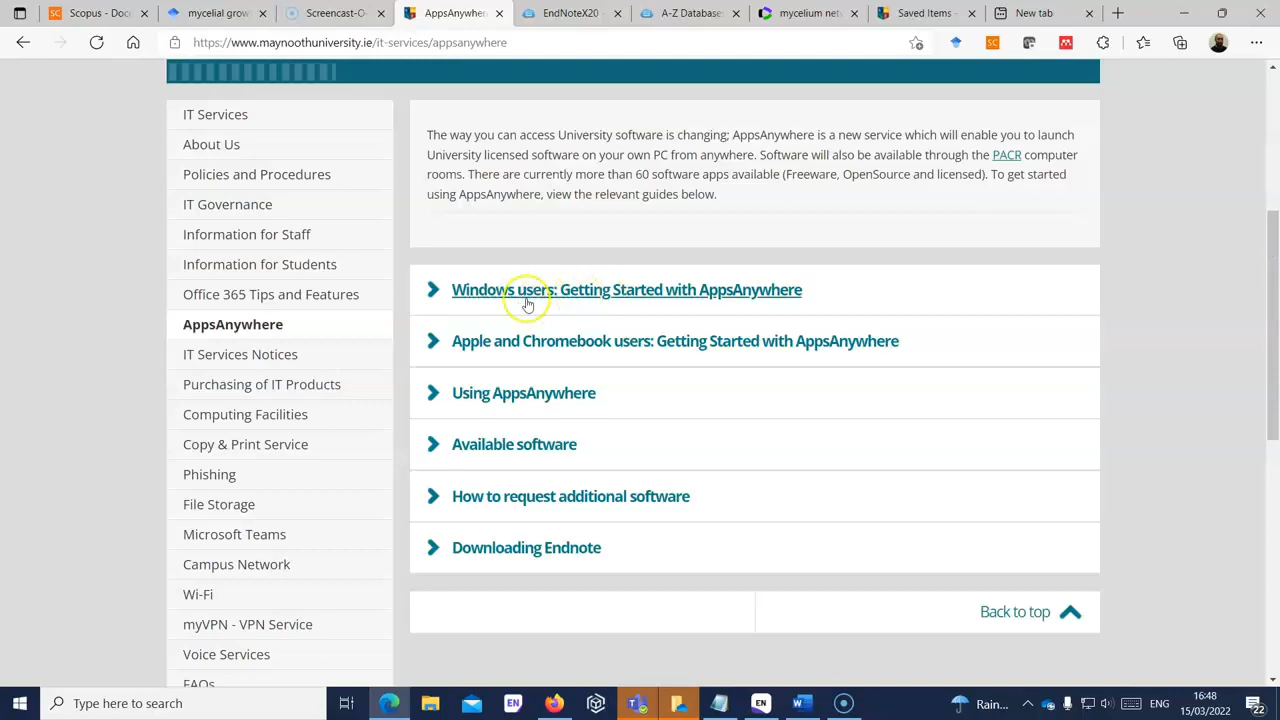 SC Scopus - Doc
mycelial grow
Screencast-O
AppsAnywhere
EndNoteX20 -
A-Z Database
mycelium net
Saved Items -
New tab
https://www.maynoothuniversity.ie/it-services/appsanywhere
SC
IT Services
About Us
Policies and Procedures
IT Governance
Information for Staff
Information for Students
Office 365 Tips and Features
AppsAnywhere
IT Services Notices
Purchasing of IT Products
Computing Facilities
Copy & Print Service
Phishing
File Storage
Microsoft Teams
Campus Network
Wi-Fi
myVPN - VPN Service
Voice Services
FAQs
The way you can access University software is changing; AppsAnywhere is a new service which will enable you to launch
University licensed software on your own PC from anywhere. Software will also be available through the PACR computer
rooms. There are currently more than 60 software apps available (Freeware, OpenSource and licensed). To get started
using AppsAnywhere, view the relevant guides below.
Windows users: Getting Started with AppsAnywhere
Apple and Chromebook users: Getting Started with AppsAnywhere
Using AppsAnywhere
Available software
How to request additional software
Downloading Endnote
Back to top
Type here to search
EN
EN
Rain...
ENG
16:48
15/03/2022
22